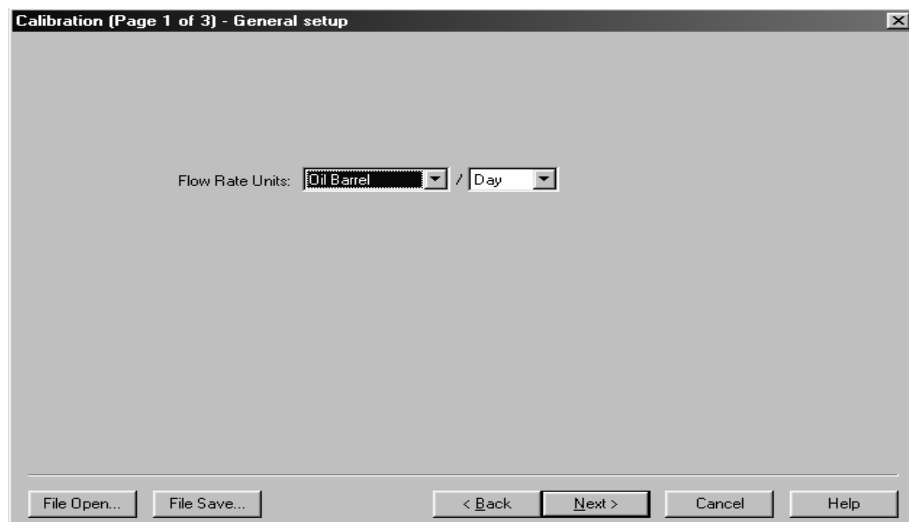 Calibration (Page 1 of 3) - General setup
Flow Rate Units: Oil Barrel / Day
File Open... File Save... < Back Next > Cancel Help